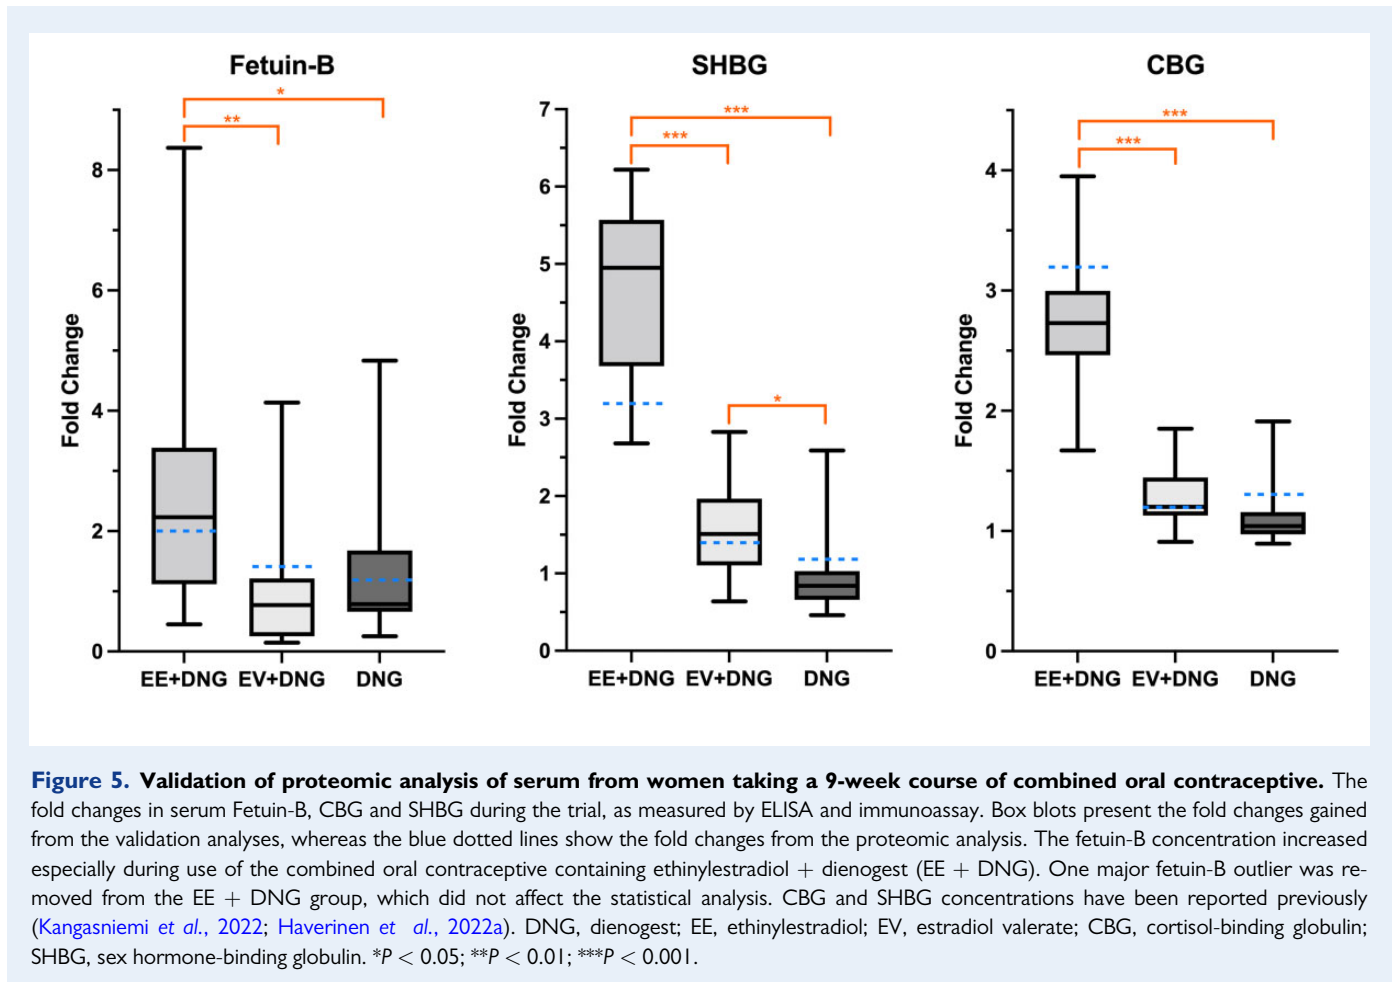 Fetuin-B
SHBG
CBG
*
**
***
***
*
***
***
Fold Change
8
6
4
2
0
EE+DNG EV+DNG DNG
Fold Change
7
6
5
4
3
2
1
0
EE+DNG EV+DNG DNG
Fold Change
4
3
2
1
0
EE+DNG EV+DNG DNG
Figure 5. Validation of proteomic analysis of serum from women taking a 9-week course of combined oral contraceptive. The
fold changes in serum Fetuin-B, CBG and SHBG during the trial, as measured by ELISA and immunoassay. Box blots present the fold changes gained
from the validation analyses, whereas the blue dotted lines show the fold changes from the proteomic analysis. The fetuin-B concentration increased
especially during use of the combined oral contraceptive containing ethinylestradiol + dienogest (EE + DNG). One major fetuin-B outlier was re-
moved from the EE + DNG group, which did not affect the statistical analysis. CBG and SHBG concentrations have been reported previously
(Kangasniemi et al., 2022; Haverinen et al., 2022a). DNG, dienogest; EE, ethinylestradiol; EV, estradiol valerate; CBG, cortisol-binding globulin;
SHBG, sex hormone-binding globulin. *P < 0.05; **P < 0.01; ***P < 0.001.